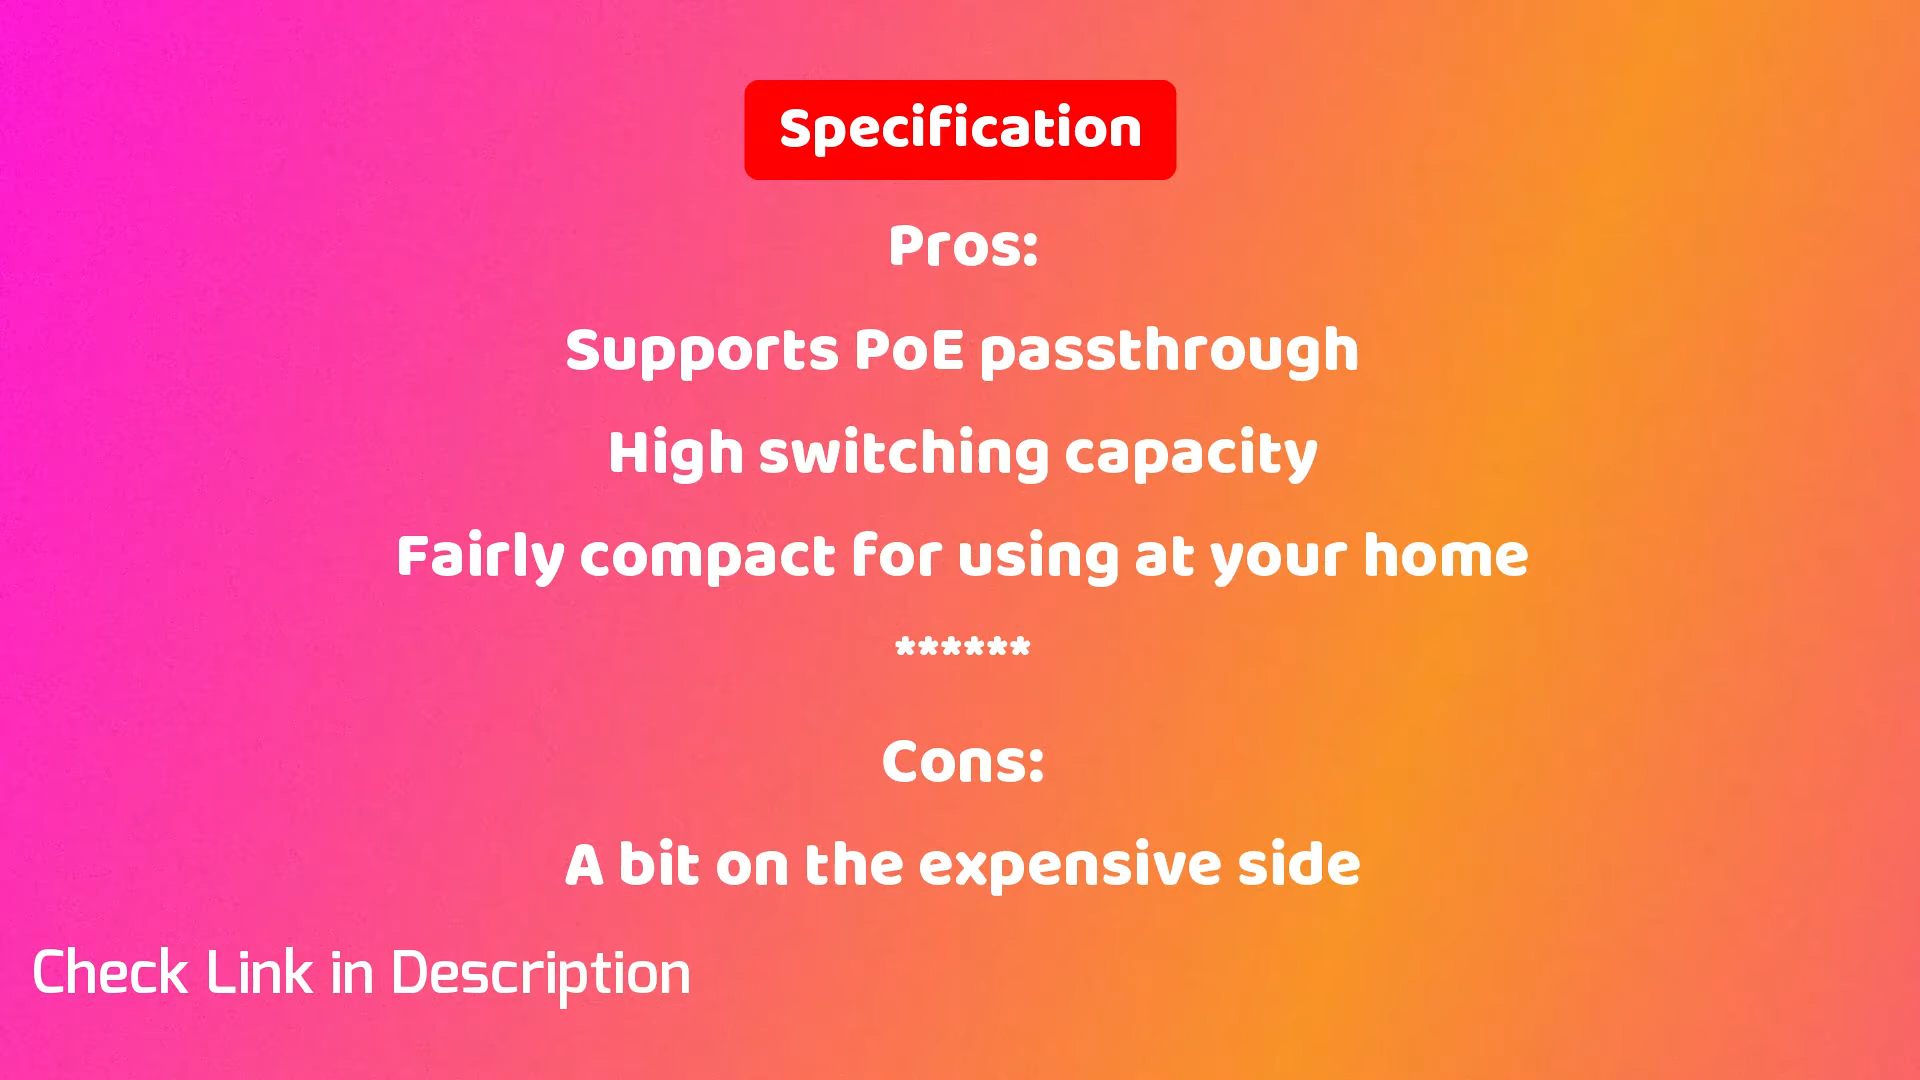 Specification
Pros:
Supports PoE passthrough
High switching capacity
Fairly compact for using at your home
******
Cons:
A bit on the expensive side
Check Link in Description